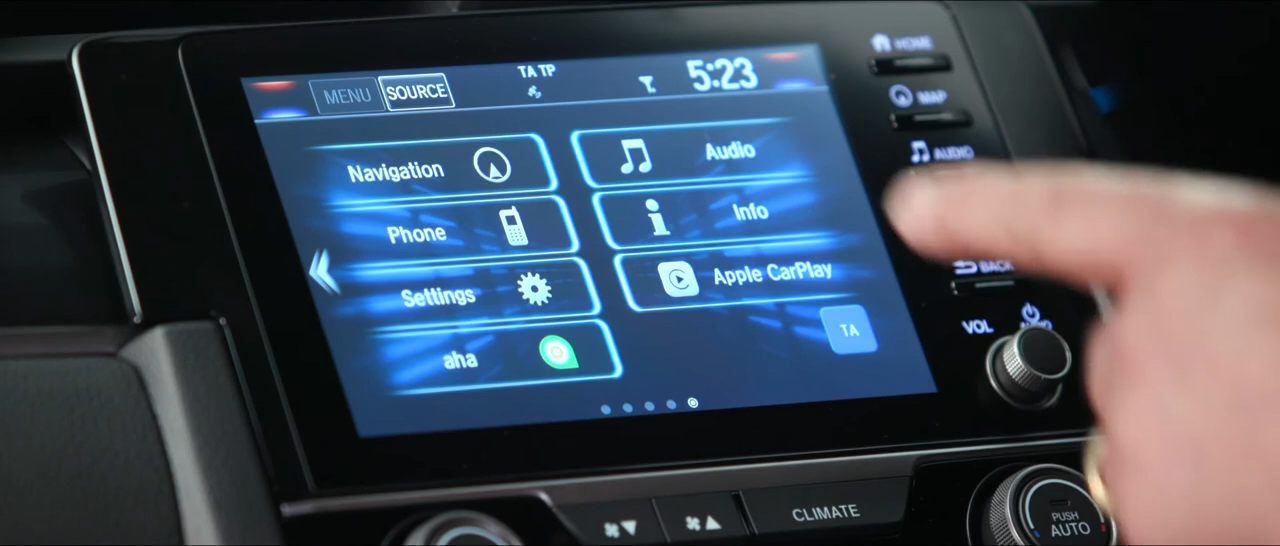 MENU SOURCE TA TP 5:23
Navigation
Audio
Phone
Info
Settings
Apple CarPlay
aha
TA
HOME
MAP
AUDIO
BACK
VOL
CLIMATE
PUSH
AUTO